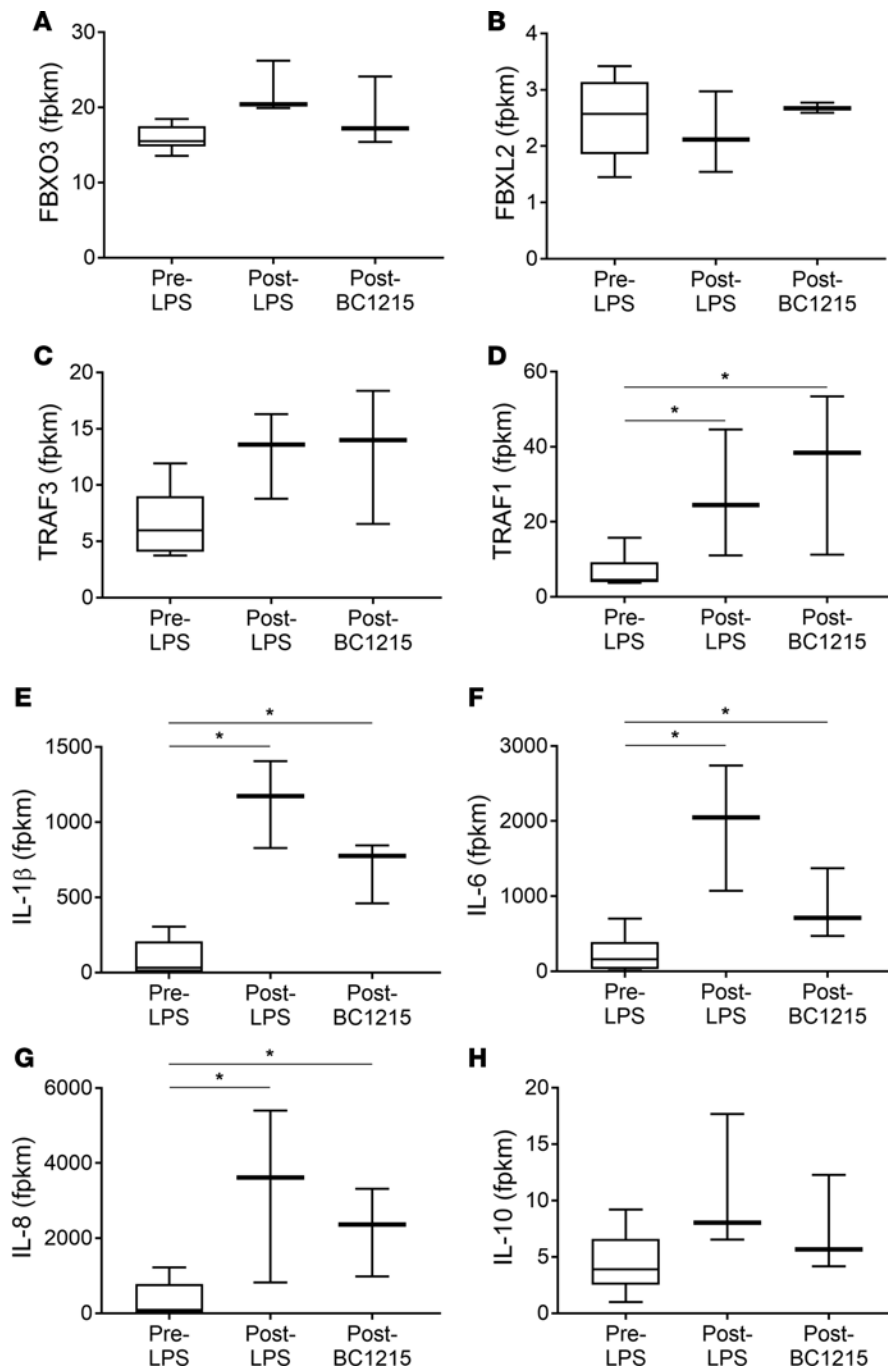 A
FBXO3 (fpkm)
30
20
10
0
Pre-
LPS
Post-
LPS
Post-
BC1215
B
FBXL2 (fpkm)
4
3
2
1
0
Pre-
LPS
Post-
LPS
Post-
BC1215
C
TRAF3 (fpkm)
20
15
10
5
0
Pre-
LPS
Post-
LPS
Post-
BC1215
D
TRAF1 (fpkm)
60
40
20
0
*
*
Pre-
LPS
Post-
LPS
Post-
BC1215
E
IL-1β (fpkm)
1500
1000
500
0
*
*
Pre-
LPS
Post-
LPS
Post-
BC1215
F
IL-6 (fpkm)
3000
2000
1000
0
*
*
Pre-
LPS
Post-
LPS
Post-
BC1215
G
IL-8 (fpkm)
6000
4000
2000
0
*
*
Pre-
LPS
Post-
LPS
Post-
BC1215
H
IL-10 (fpkm)
20
15
10
5
0
Pre-
LPS
Post-
LPS
Post-
BC1215